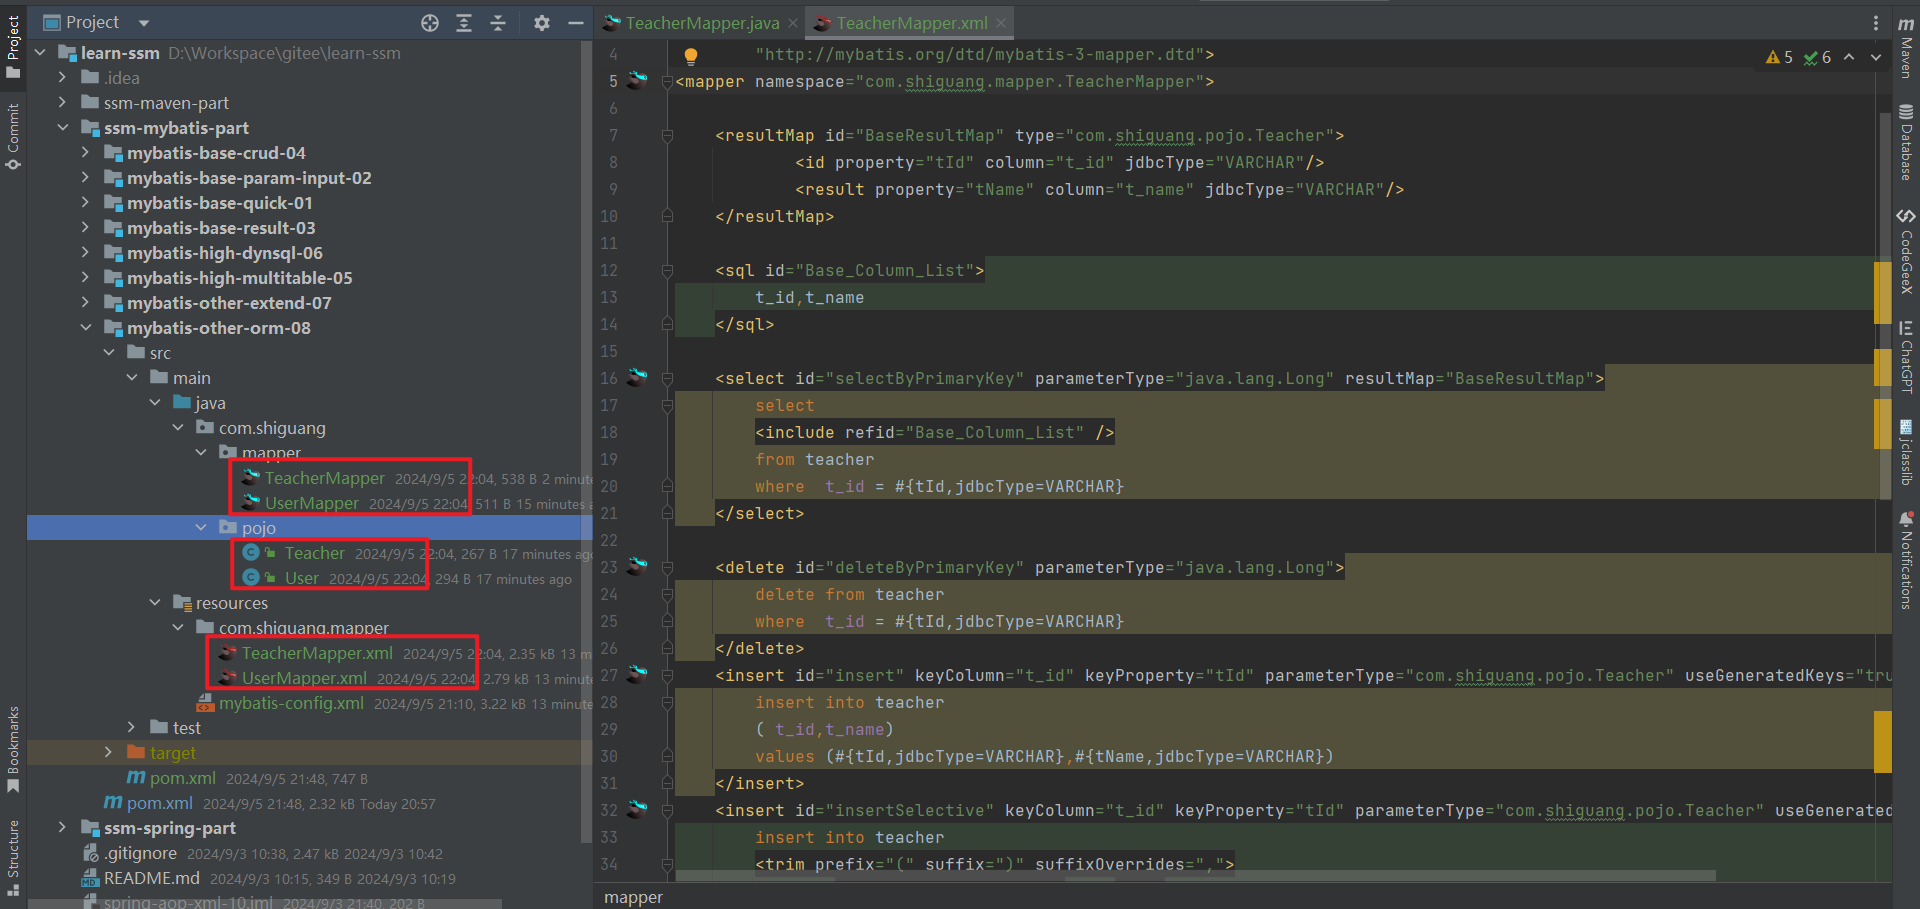 Project
learn-ssm D:\Workspace\gitee\learn-ssm
.idea
ssm-maven-part
ssm-mybatis-part
mybatis-base-crud-04
mybatis-base-param-input-02
mybatis-base-quick-01
mybatis-base-result-03
mybatis-high-dynsql-06
mybatis-high-multitable-05
mybatis-other-extend-07
mybatis-other-orm-08
src
main
java
com.shiguang
mapper
TeacherMapper 2024/9/5 22:04, 538 B 2 minute
UserMapper 2024/9/5 22:04, 511 B 15 minutes a
pojo
Teacher 2024/9/5 22:04, 267 B 17 minutes ago
User 2024/9/5 22:04, 294 B 17 minutes ago
resources
com.shiguang.mapper
TeacherMapper.xml 2024/9/5 22:04, 2.35 kB 13 m
UserMapper.xml 2024/9/5 22:04, 2.79 kB 13 minute
mybatis-config.xml 2024/9/5 21:10, 3.22 kB 13 minute
test
target
pom.xml 2024/9/5 21:48, 747 B
pom.xml 2024/9/5 21:48, 2.32 kB Today 20:57
ssm-spring-part
.gitignore 2024/9/3 10:38, 2.47 kB 2024/9/3 10:42
README.md 2024/9/3 10:15, 349 B 2024/9/3 10:19
spring-aop-xml-10.iml 2024/9/3 21:40, 202 B
Project
Commit
Bookmarks
Structure
TeacherMapper.java
TeacherMapper.xml
5 6
4 "http://mybatis.org/dtd/mybatis-3-mapper.dtd">
5 <mapper namespace="com.shiguang.mapper.TeacherMapper">
6
7 <resultMap id="BaseResultMap" type="com.shiguang.pojo.Teacher">
8 <id property="tId" column="t_id" jdbcType="VARCHAR"/>
9 <result property="tName" column="t_name" jdbcType="VARCHAR"/>
10 </resultMap>
11
12 <sql id="Base_Column_List">
13 t_id,t_name
14 </sql>
15
16 <select id="selectByPrimaryKey" parameterType="java.lang.Long" resultMap="BaseResultMap">
17 select
18 <include refid="Base_Column_List" />
19 from teacher
20 where  t_id = #{tId,jdbcType=VARCHAR}
21 </select>
22
23 <delete id="deleteByPrimaryKey" parameterType="java.lang.Long">
24 delete from teacher
25 where  t_id = #{tId,jdbcType=VARCHAR}
26 </delete>
27 <insert id="insert" keyColumn="t_id" keyProperty="tId" parameterType="com.shiguang.pojo.Teacher" useGeneratedKeys="tru
28 insert into teacher
29 ( t_id,t_name)
30 values (#{tId,jdbcType=VARCHAR},#{tName,jdbcType=VARCHAR})
31 </insert>
32 <insert id="insertSelective" keyColumn="t_id" keyProperty="tId" parameterType="com.shiguang.pojo.Teacher" useGenerated
33 insert into teacher
34 <trim prefix="(" suffix=")" suffixOverrides=",">
mapper
m Maven
Database
CodeGeeX
ChatGPT
jclasslib
Notifications